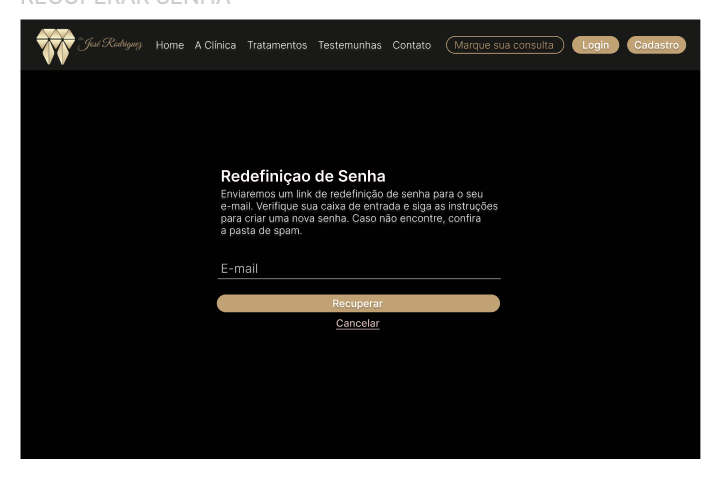 RECUPERAR SENHA
Dr. José Rodriguez Home A Clínica Tratamentos Testemunhas Contato Marque sua consulta Login Cadastro
Redefiniçao de Senha
Enviaremos um link de redefinição de senha para o seu
e-mail. Verifique sua caixa de entrada e siga as instruções
para criar uma nova senha. Caso não encontre, confira
a pasta de spam.
E-mail
Recuperar
Cancelar